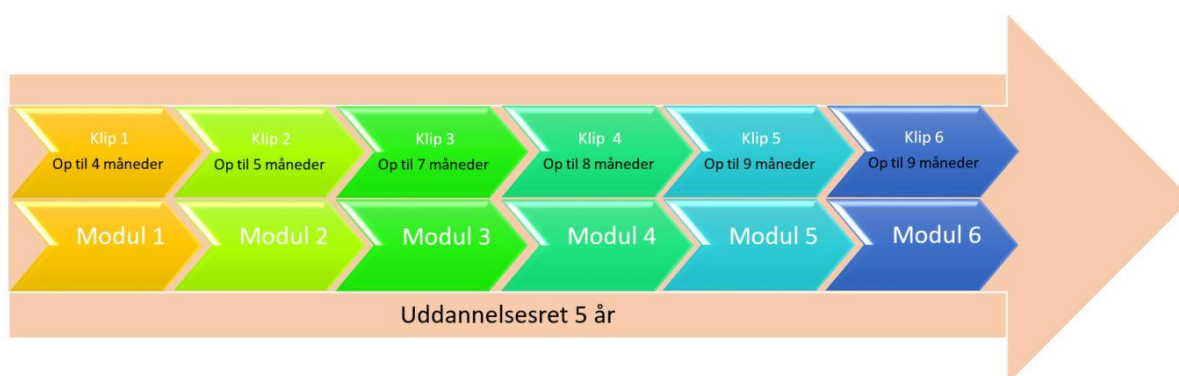 Klip 1
Op til 4 måneder
Klip 2
Op til 5 måneder
Klip 3
Op til 7 måneder
Klip 4
Op til 8 måneder
Klip 5
Op til 9 måneder
Klip 6
Op til 9 måneder
Modul 1
Modul 2
Modul 3
Modul 4
Modul 5
Modul 6
Uddannelsesret 5 år